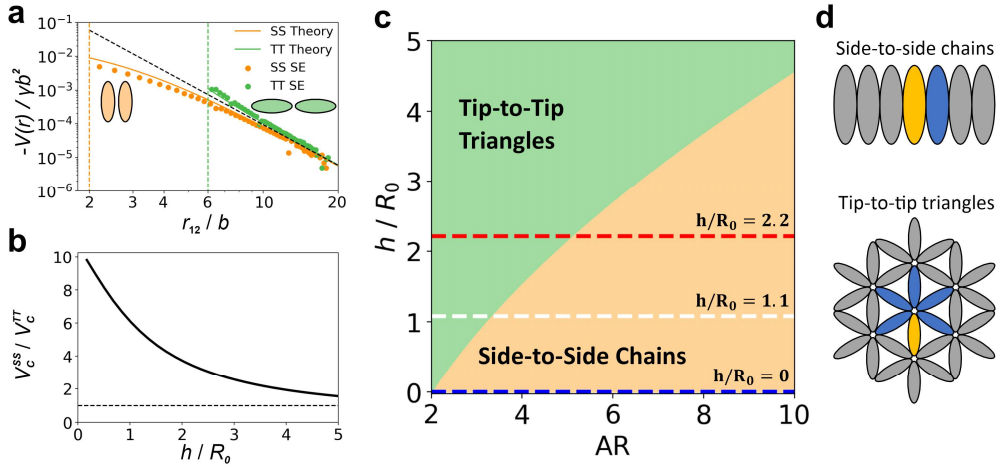 a
10⁻¹
10⁻²
10⁻³
10⁻⁴
10⁻⁵
10⁻⁶
-V(r) / γb²
SS Theory
TT Theory
SS SE
TT SE
2 3 4 6 10 20
r₁₂ / b
b
10
8
6
4
2
0
V_c^SS / V_c^TT
0 1 2 3 4 5
h / R₀
c
5
4
3
2
1
0
h / R₀
Tip-to-Tip
Triangles
h/R₀ = 2.2
h/R₀ = 1.1
Side-to-Side Chains
h/R₀ = 0
2 4 6 8 10
AR
d
Side-to-side chains
Tip-to-tip triangles